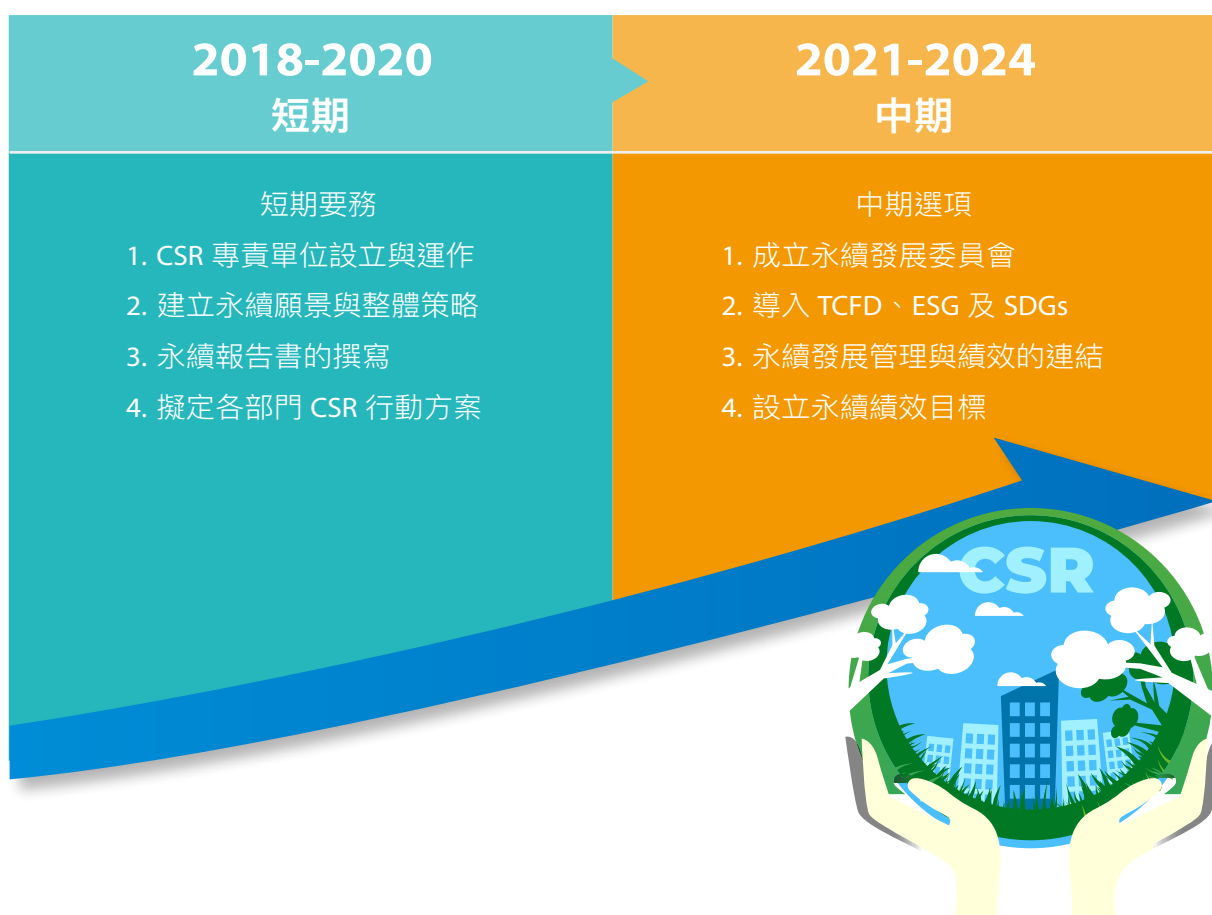 2018-2020
短期
短期要務
1. CSR 專責單位設立與運作
2. 建立永續願景與整體策略
3. 永續報告書的撰寫
4. 擬定各部門 CSR 行動方案
2021-2024
中期
中期選項
1. 成立永續發展委員會
2. 導入 TCFD、ESG 及 SDGs
3. 永續發展管理與績效的連結
4. 設立永續績效目標
CSR